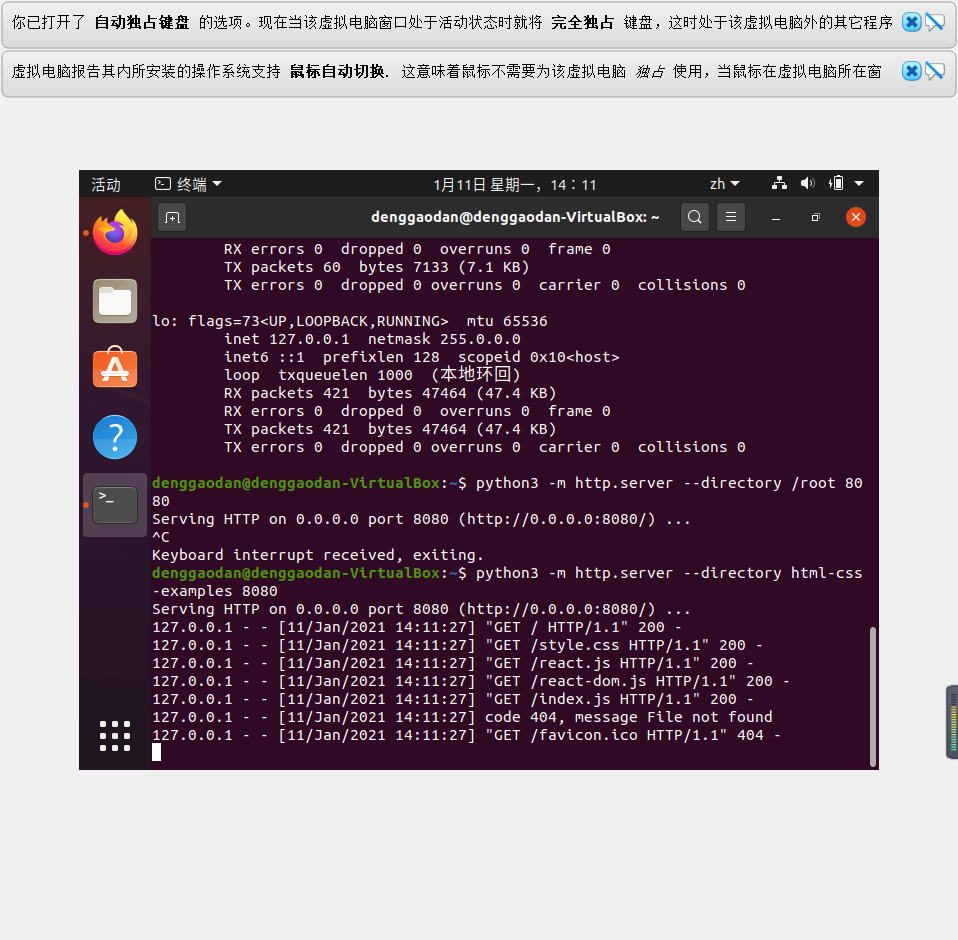 你已打开了 自动独占键盘 的选项。现在当该虚拟电脑窗口处于活动状态时就将 完全独占 键盘，这时处于该虚拟电脑外的其它程序
虚拟电脑报告其内所安装的操作系统支持 鼠标自动切换. 这意味着鼠标不需要为该虚拟电脑 独占 使用，当鼠标在虚拟电脑所在窗
活动 终端 1月11日 星期一，14：11 zh
denggaodan@denggaodan-VirtualBox: ~
RX errors 0  dropped 0  overruns 0  frame 0
TX packets 60  bytes 7133 (7.1 KB)
TX errors 0  dropped 0 overruns 0  carrier 0  collisions 0
lo: flags=73<UP,LOOPBACK,RUNNING>  mtu 65536
inet 127.0.0.1  netmask 255.0.0.0
inet6 ::1  prefixlen 128  scopeid 0x10<host>
loop  txqueuelen 1000  (本地环回)
RX packets 421  bytes 47464 (47.4 KB)
RX errors 0  dropped 0  overruns 0  frame 0
TX packets 421  bytes 47464 (47.4 KB)
TX errors 0  dropped 0 overruns 0  carrier 0  collisions 0
denggaodan@denggaodan-VirtualBox:~$ python3 -m http.server --directory /root 80
80
Serving HTTP on 0.0.0.0 port 8080 (http://0.0.0.0:8080/) ...
^C
Keyboard interrupt received, exiting.
denggaodan@denggaodan-VirtualBox:~$ python3 -m http.server --directory html-css
-examples 8080
Serving HTTP on 0.0.0.0 port 8080 (http://0.0.0.0:8080/) ...
127.0.0.1 - - [11/Jan/2021 14:11:27] "GET / HTTP/1.1" 200 -
127.0.0.1 - - [11/Jan/2021 14:11:27] "GET /style.css HTTP/1.1" 200 -
127.0.0.1 - - [11/Jan/2021 14:11:27] "GET /react.js HTTP/1.1" 200 -
127.0.0.1 - - [11/Jan/2021 14:11:27] "GET /react-dom.js HTTP/1.1" 200 -
127.0.0.1 - - [11/Jan/2021 14:11:27] "GET /index.js HTTP/1.1" 200 -
127.0.0.1 - - [11/Jan/2021 14:11:27] code 404, message File not found
127.0.0.1 - - [11/Jan/2021 14:11:27] "GET /favicon.ico HTTP/1.1" 404 -